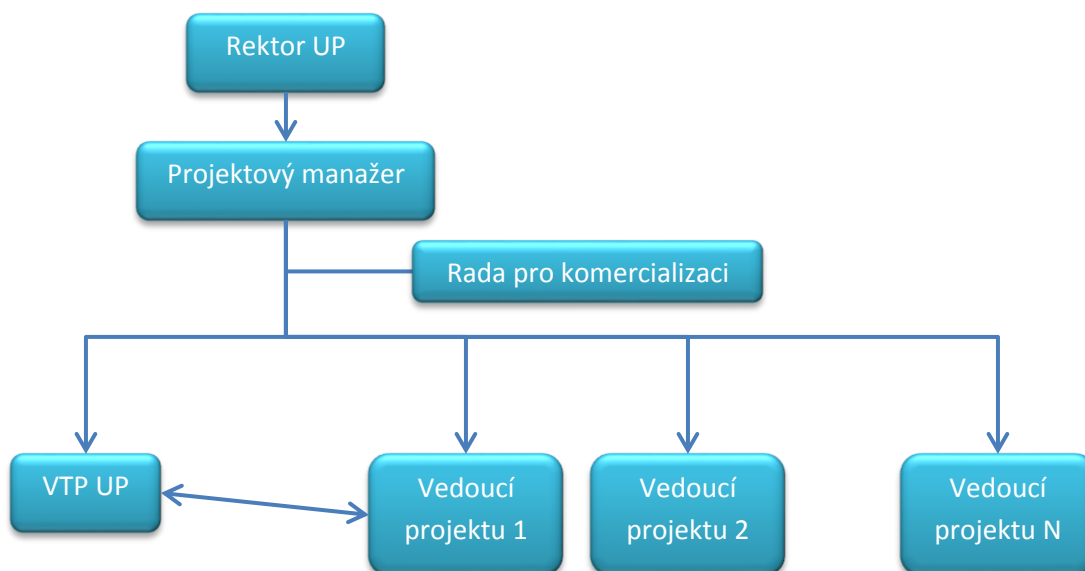 Rektor UP
Projektový manažer
Rada pro komercializaci
VTP UP
Vedoucí
projektu 1
Vedoucí
projektu 2
Vedoucí
projektu N